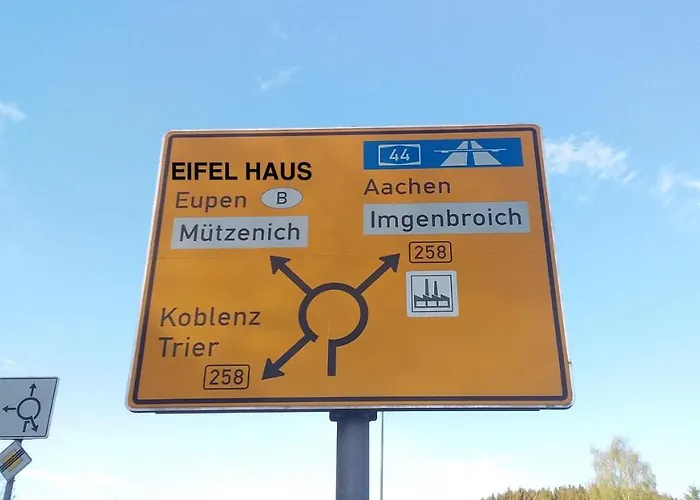 EIFEL HAUS
Eupen B
Mützenich
44
Aachen
Imgenbroich
258
Koblenz
Trier
258